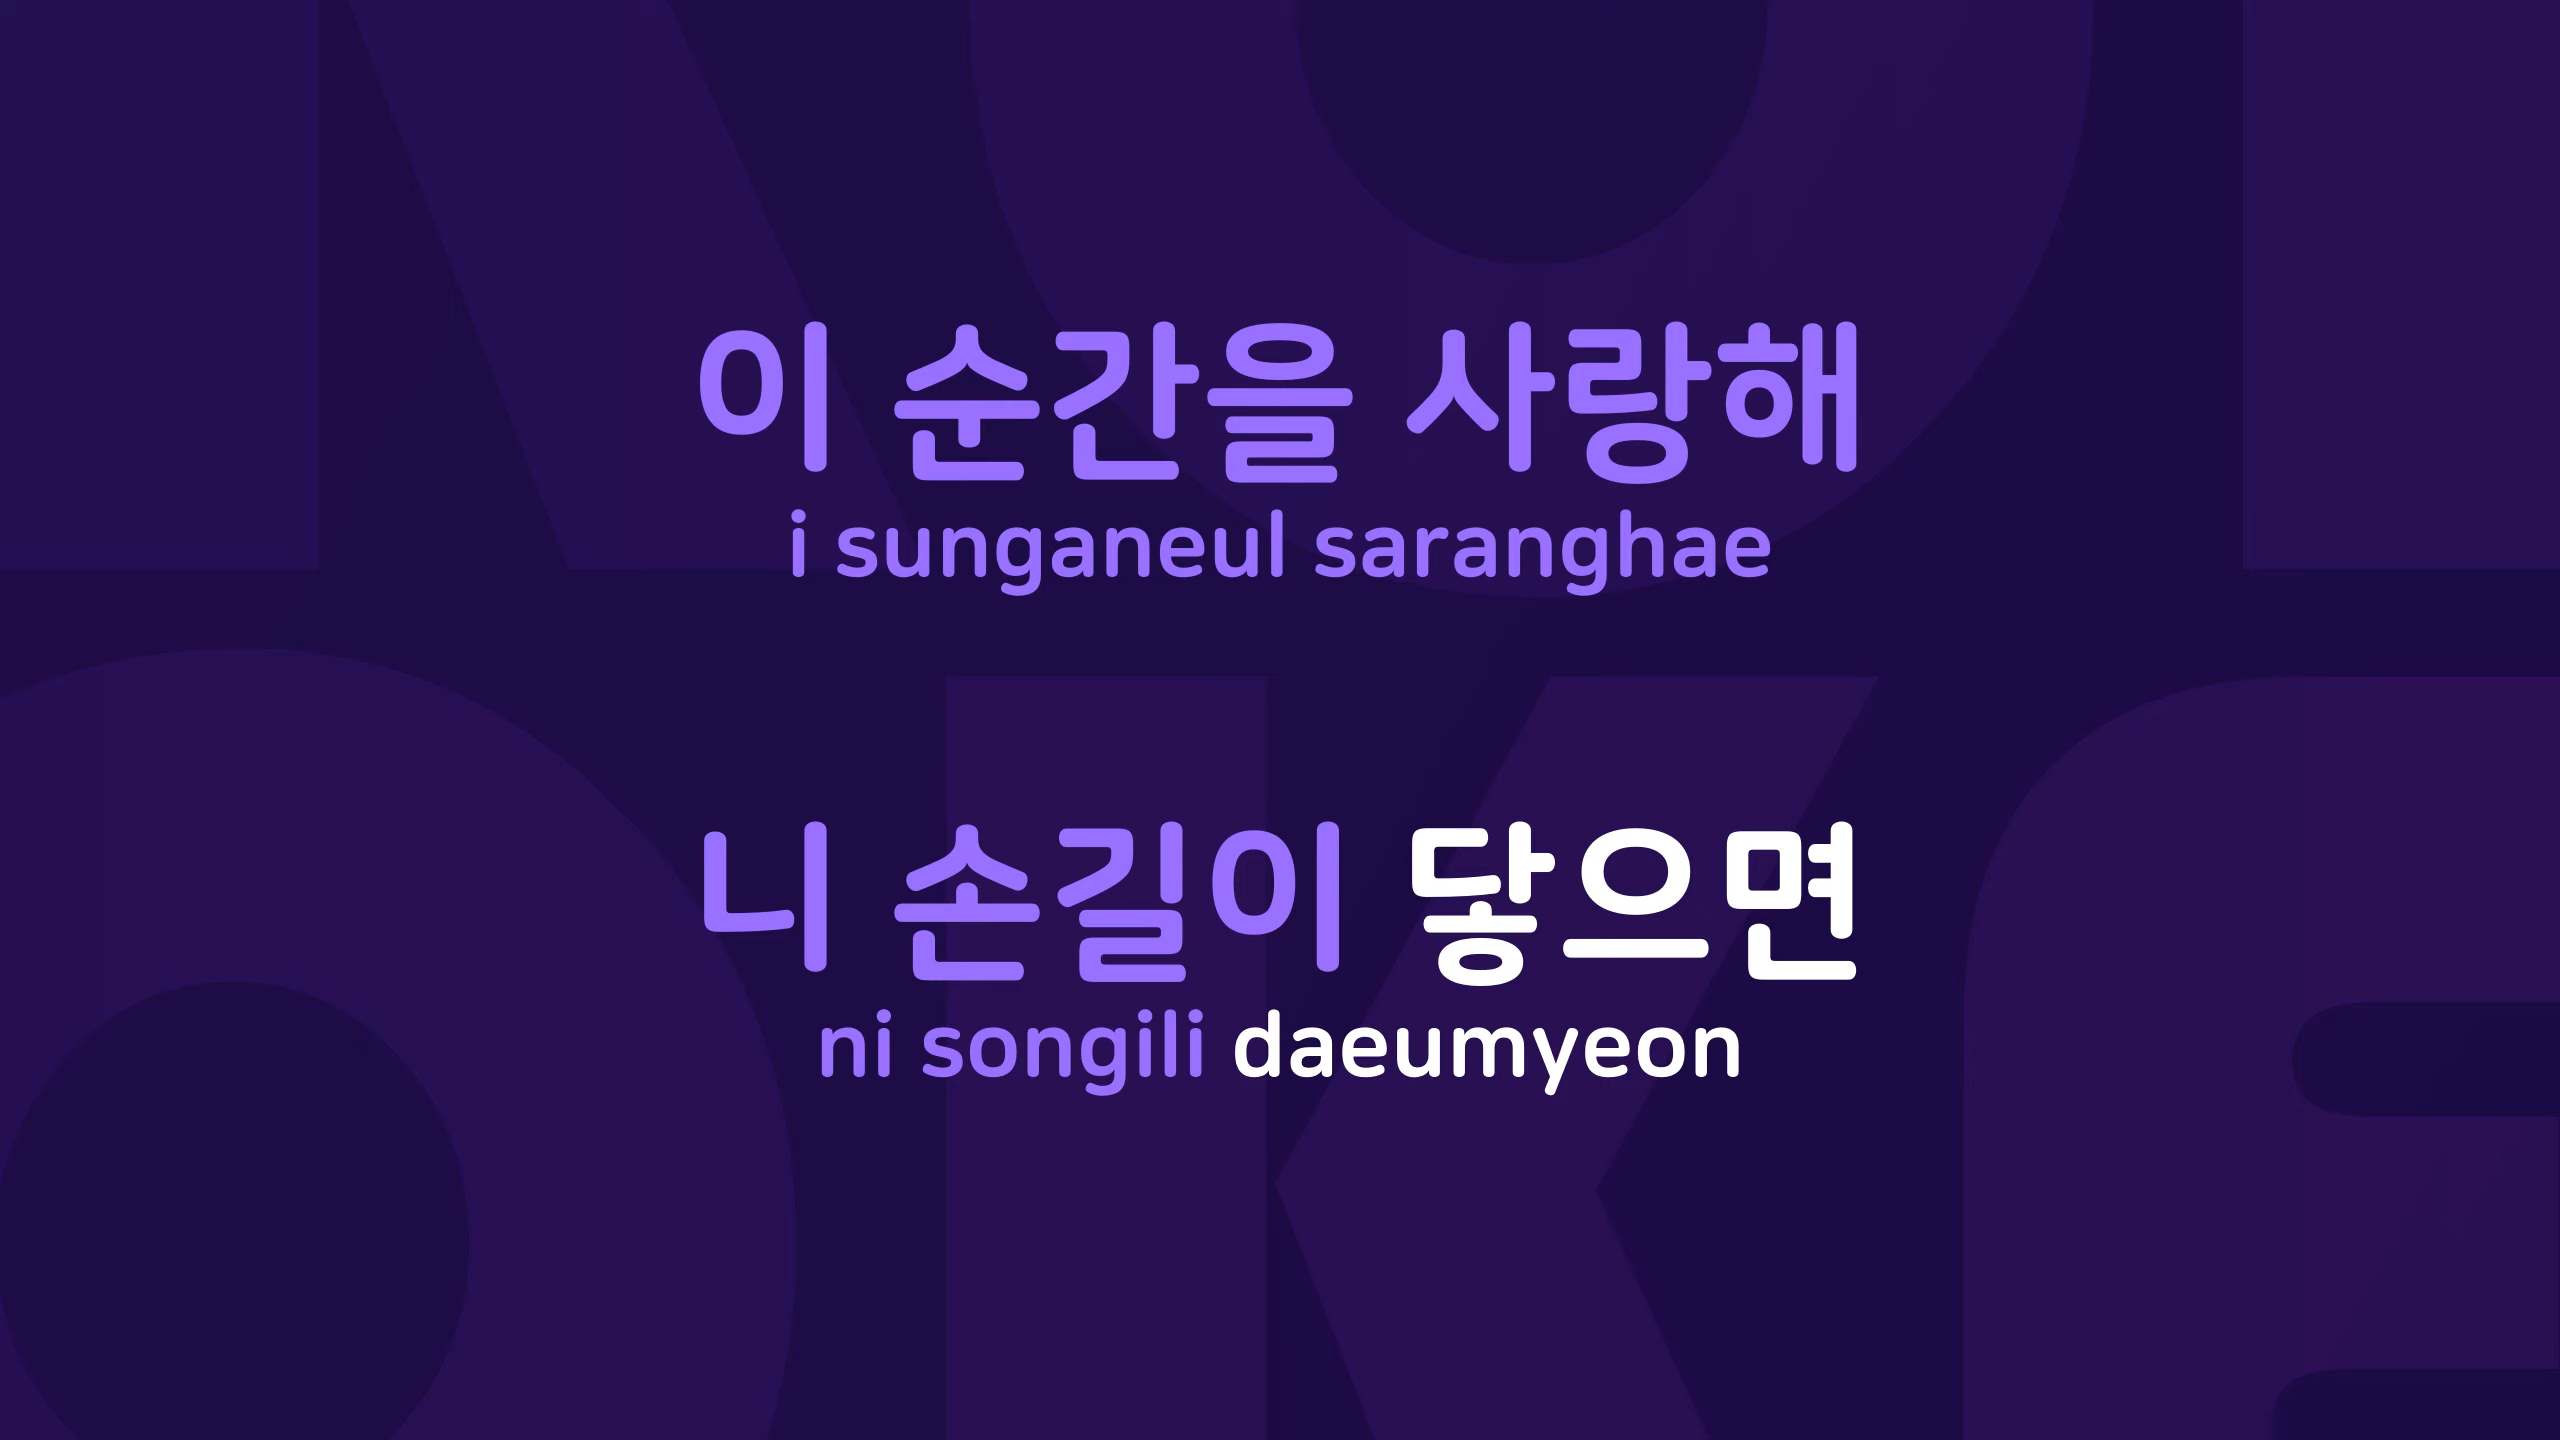 이 순간을 사랑해
i sunganeul saranghae
니 손길이 닿으면
ni songili daeumyeon